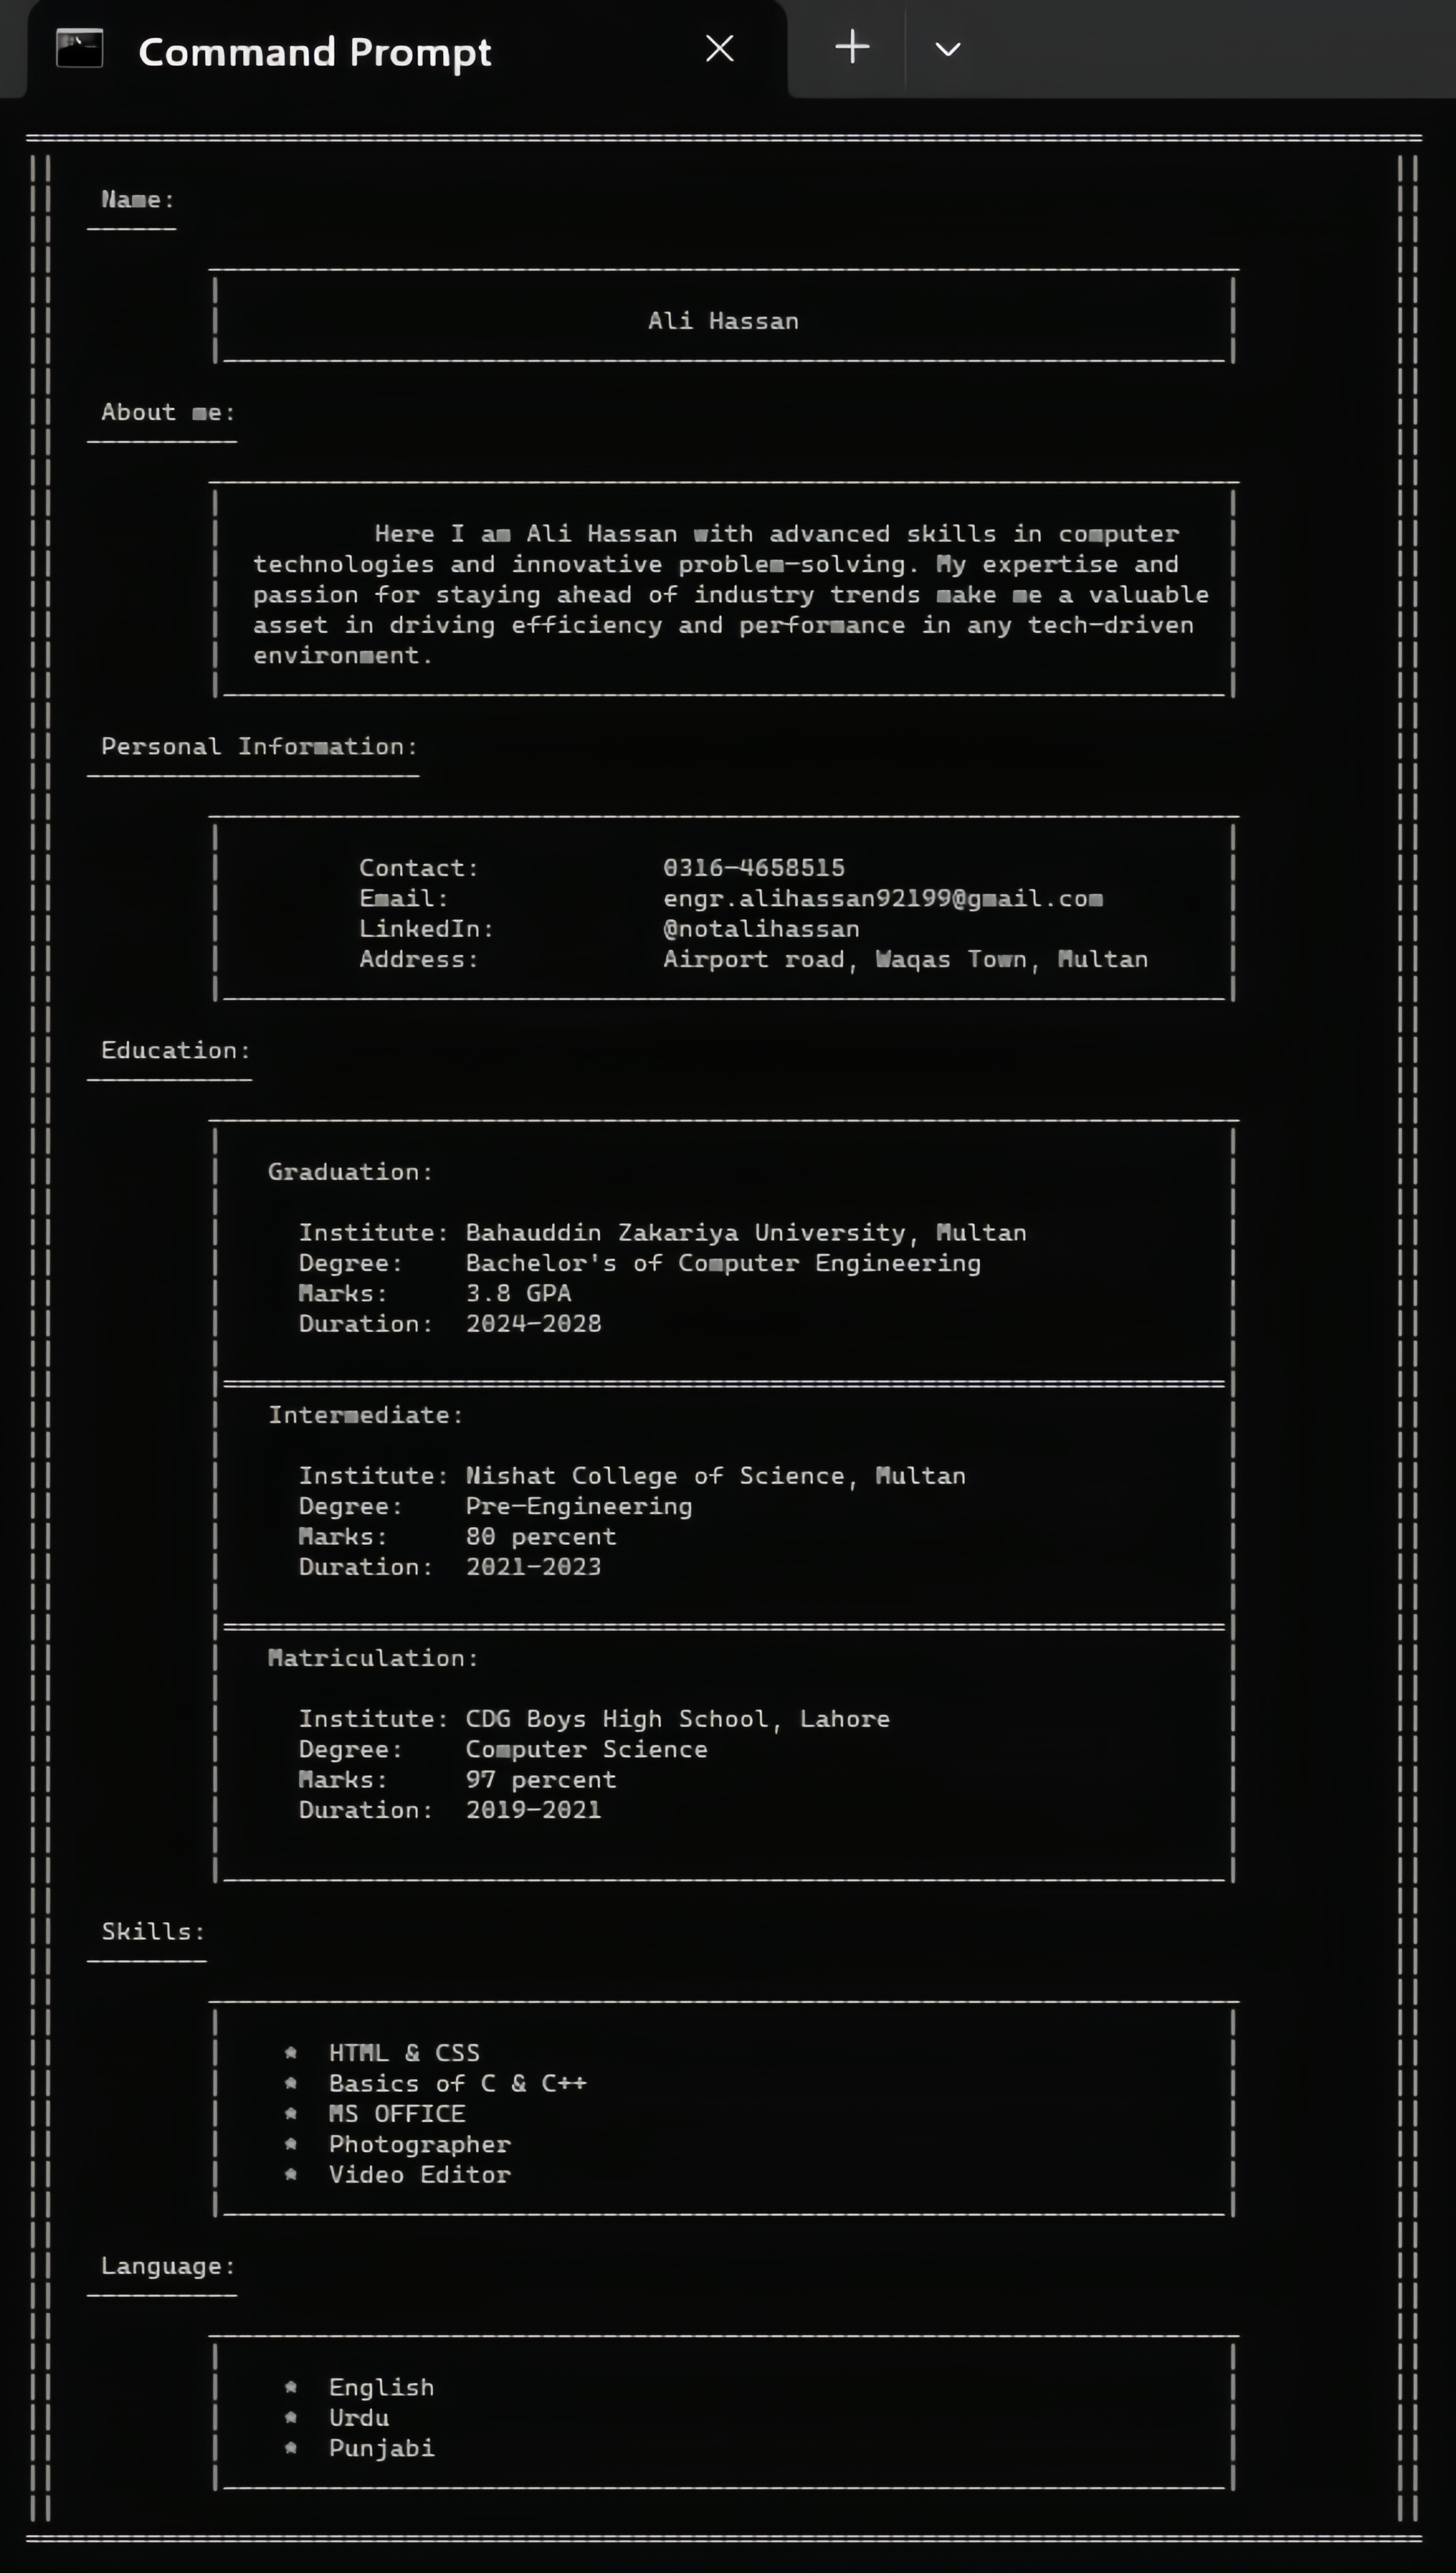 Command Prompt
Name:
Ali Hassan
About me:
Here I am Ali Hassan with advanced skills in computer
technologies and innovative problem-solving. My expertise and
passion for staying ahead of industry trends make me a valuable
asset in driving efficiency and performance in any tech-driven
environment.
Personal Information:
Contact: 0316-4658515
Email: engr.alihassan92199@gmail.com
LinkedIn: @notalihassan
Address: Airport road, Waqas Town, Multan
Education:
Graduation:
Institute: Bahauddin Zakariya University, Multan
Degree: Bachelor's of Computer Engineering
Marks: 3.8 GPA
Duration: 2024-2028
Intermediate:
Institute: Nishat College of Science, Multan
Degree: Pre-Engineering
Marks: 80 percent
Duration: 2021-2023
Matriculation:
Institute: CDG Boys High School, Lahore
Degree: Computer Science
Marks: 97 percent
Duration: 2019-2021
Skills:
* HTML & CSS
* Basics of C & C++
* MS OFFICE
* Photographer
* Video Editor
Language:
* English
* Urdu
* Punjabi